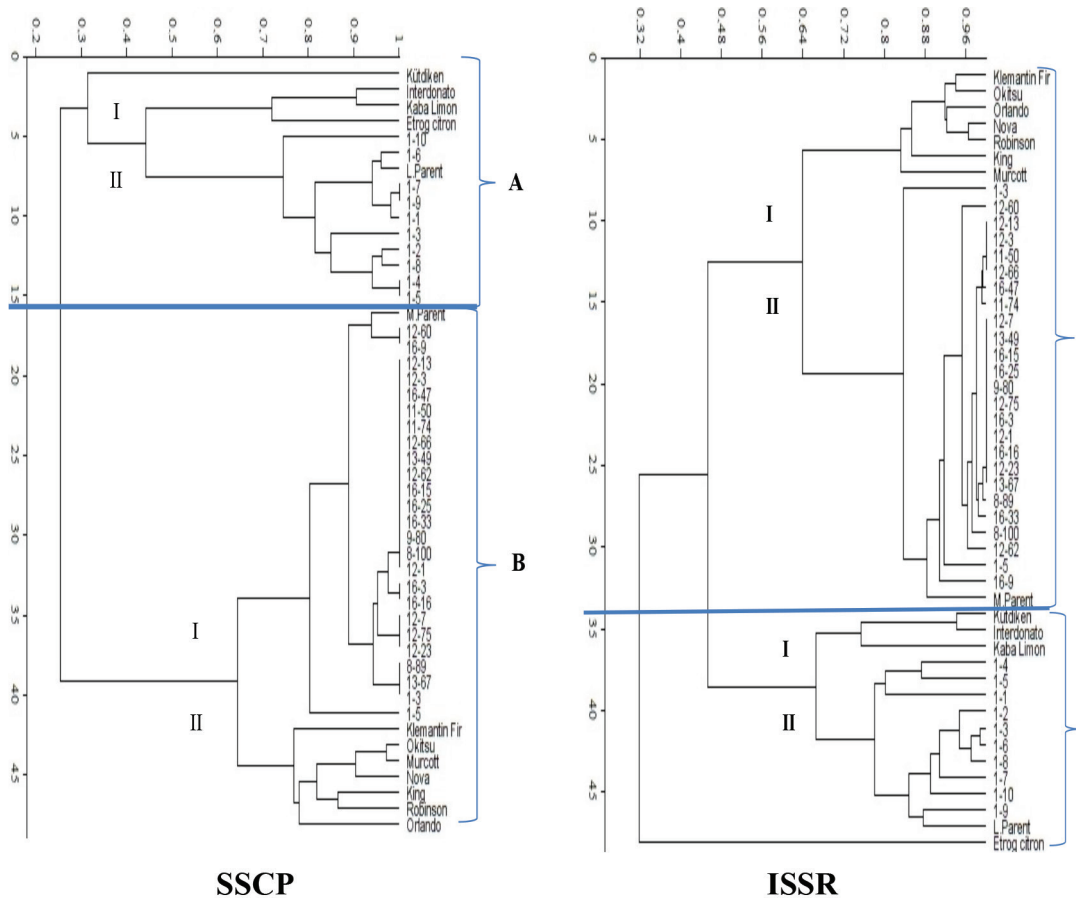 0.2 0.3 0.4 0.5 0.6 0.7 0.8 0.9 1
0
5
10
15
20
25
30
35
40
45
Kütdiken
Interdonato
Kaba Limon
Etrog citron
1-10
1-6
L.Parent
1-7
1-9
1-1
1-3
1-2
1-8
1-4
1-5
M.Parent
12-60
16-9
12-13
12-3
16-47
11-50
11-74
12-66
13-49
12-62
16-15
16-25
16-33
9-80
8-100
12-1
16-3
16-16
12-7
12-75
12-23
8-89
13-67
1-3
1-5
Klemantin Fir
Okitsu
Murcott
Nova
King
Robinson
Orlando
I
II
A
I
II
B
SSCP
0.32 0.4 0.48 0.56 0.64 0.72 0.8 0.88 0.96
0
5
10
15
20
25
30
35
40
45
Klemantin Fir
Okitsu
Orlando
Nova
Robinson
King
Murcott
1-3
12-60
12-13
12-3
11-50
12-66
16-47
11-74
12-7
13-49
16-15
16-25
9-80
12-75
16-3
12-1
16-16
12-23
13-67
8-89
16-33
8-100
12-62
1-5
16-9
M.Parent
Kütdiken
Interdonato
Kaba Limon
1-4
1-5
1-1
1-2
1-3
1-6
1-8
1-7
1-10
1-9
L.Parent
Etrog citron
I
II
I
II
ISSR